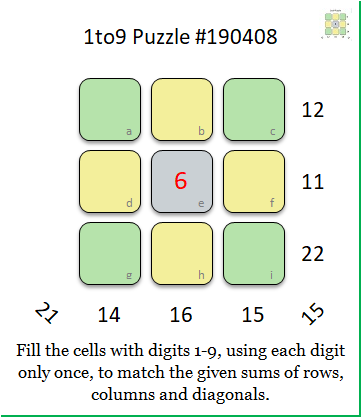 1to9 Puzzle #190408
a b c 12
d 6 e f 11
g h i 22
21 14 16 15 15
Fill the cells with digits 1-9, using each digit
only once, to match the given sums of rows,
columns and diagonals.